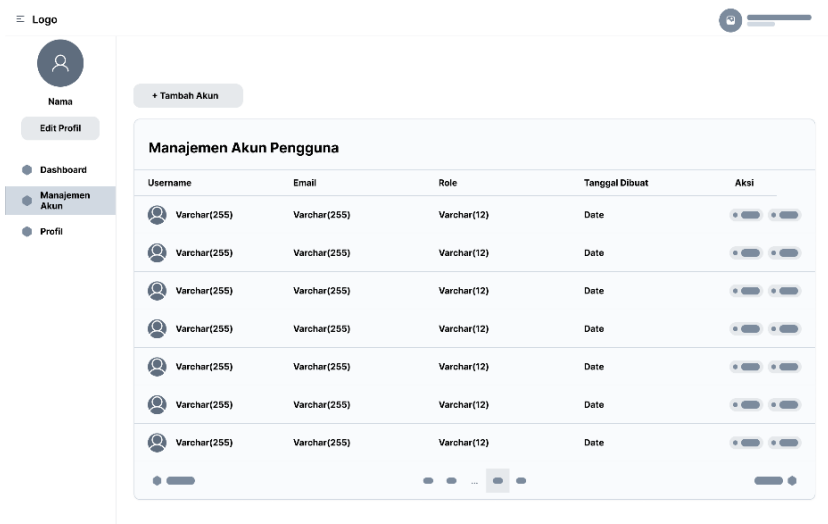 Logo
Nama
Edit Profil
Dashboard
Manajemen
Akun
Profil
+ Tambah Akun
Manajemen Akun Pengguna
Username Email Role Tanggal Dibuat Aksi
Varchar(255) Varchar(255) Varchar(12) Date
Varchar(255) Varchar(255) Varchar(12) Date
Varchar(255) Varchar(255) Varchar(12) Date
Varchar(255) Varchar(255) Varchar(12) Date
Varchar(255) Varchar(255) Varchar(12) Date
Varchar(255) Varchar(255) Varchar(12) Date
Varchar(255) Varchar(255) Varchar(12) Date
...